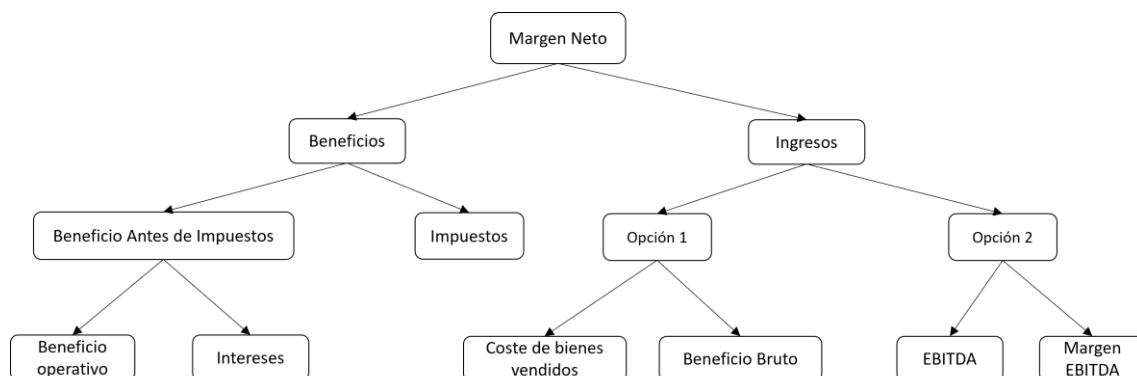 Margen Neto
Beneficios
Ingresos
Beneficio Antes de Impuestos
Impuestos
Opción 1
Opción 2
Beneficio
operativo
Intereses
Coste de bienes
vendidos
Beneficio Bruto
EBITDA
Margen
EBITDA